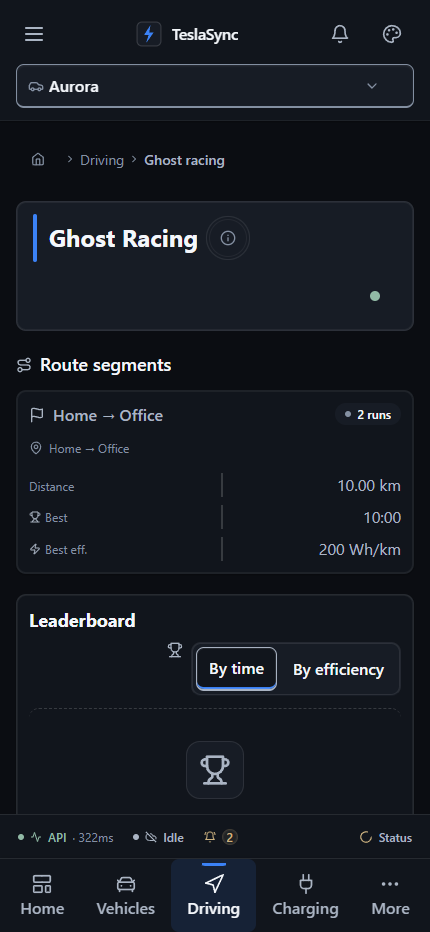 TeslaSync
Aurora
Driving > Ghost racing
Ghost Racing
Route segments
Home → Office
2 runs
Home → Office
Distance
10.00 km
Best
10:00
Best eff.
200 Wh/km
Leaderboard
By time
By efficiency
API · 322ms
Idle
2
Status
Home
Vehicles
Driving
Charging
More